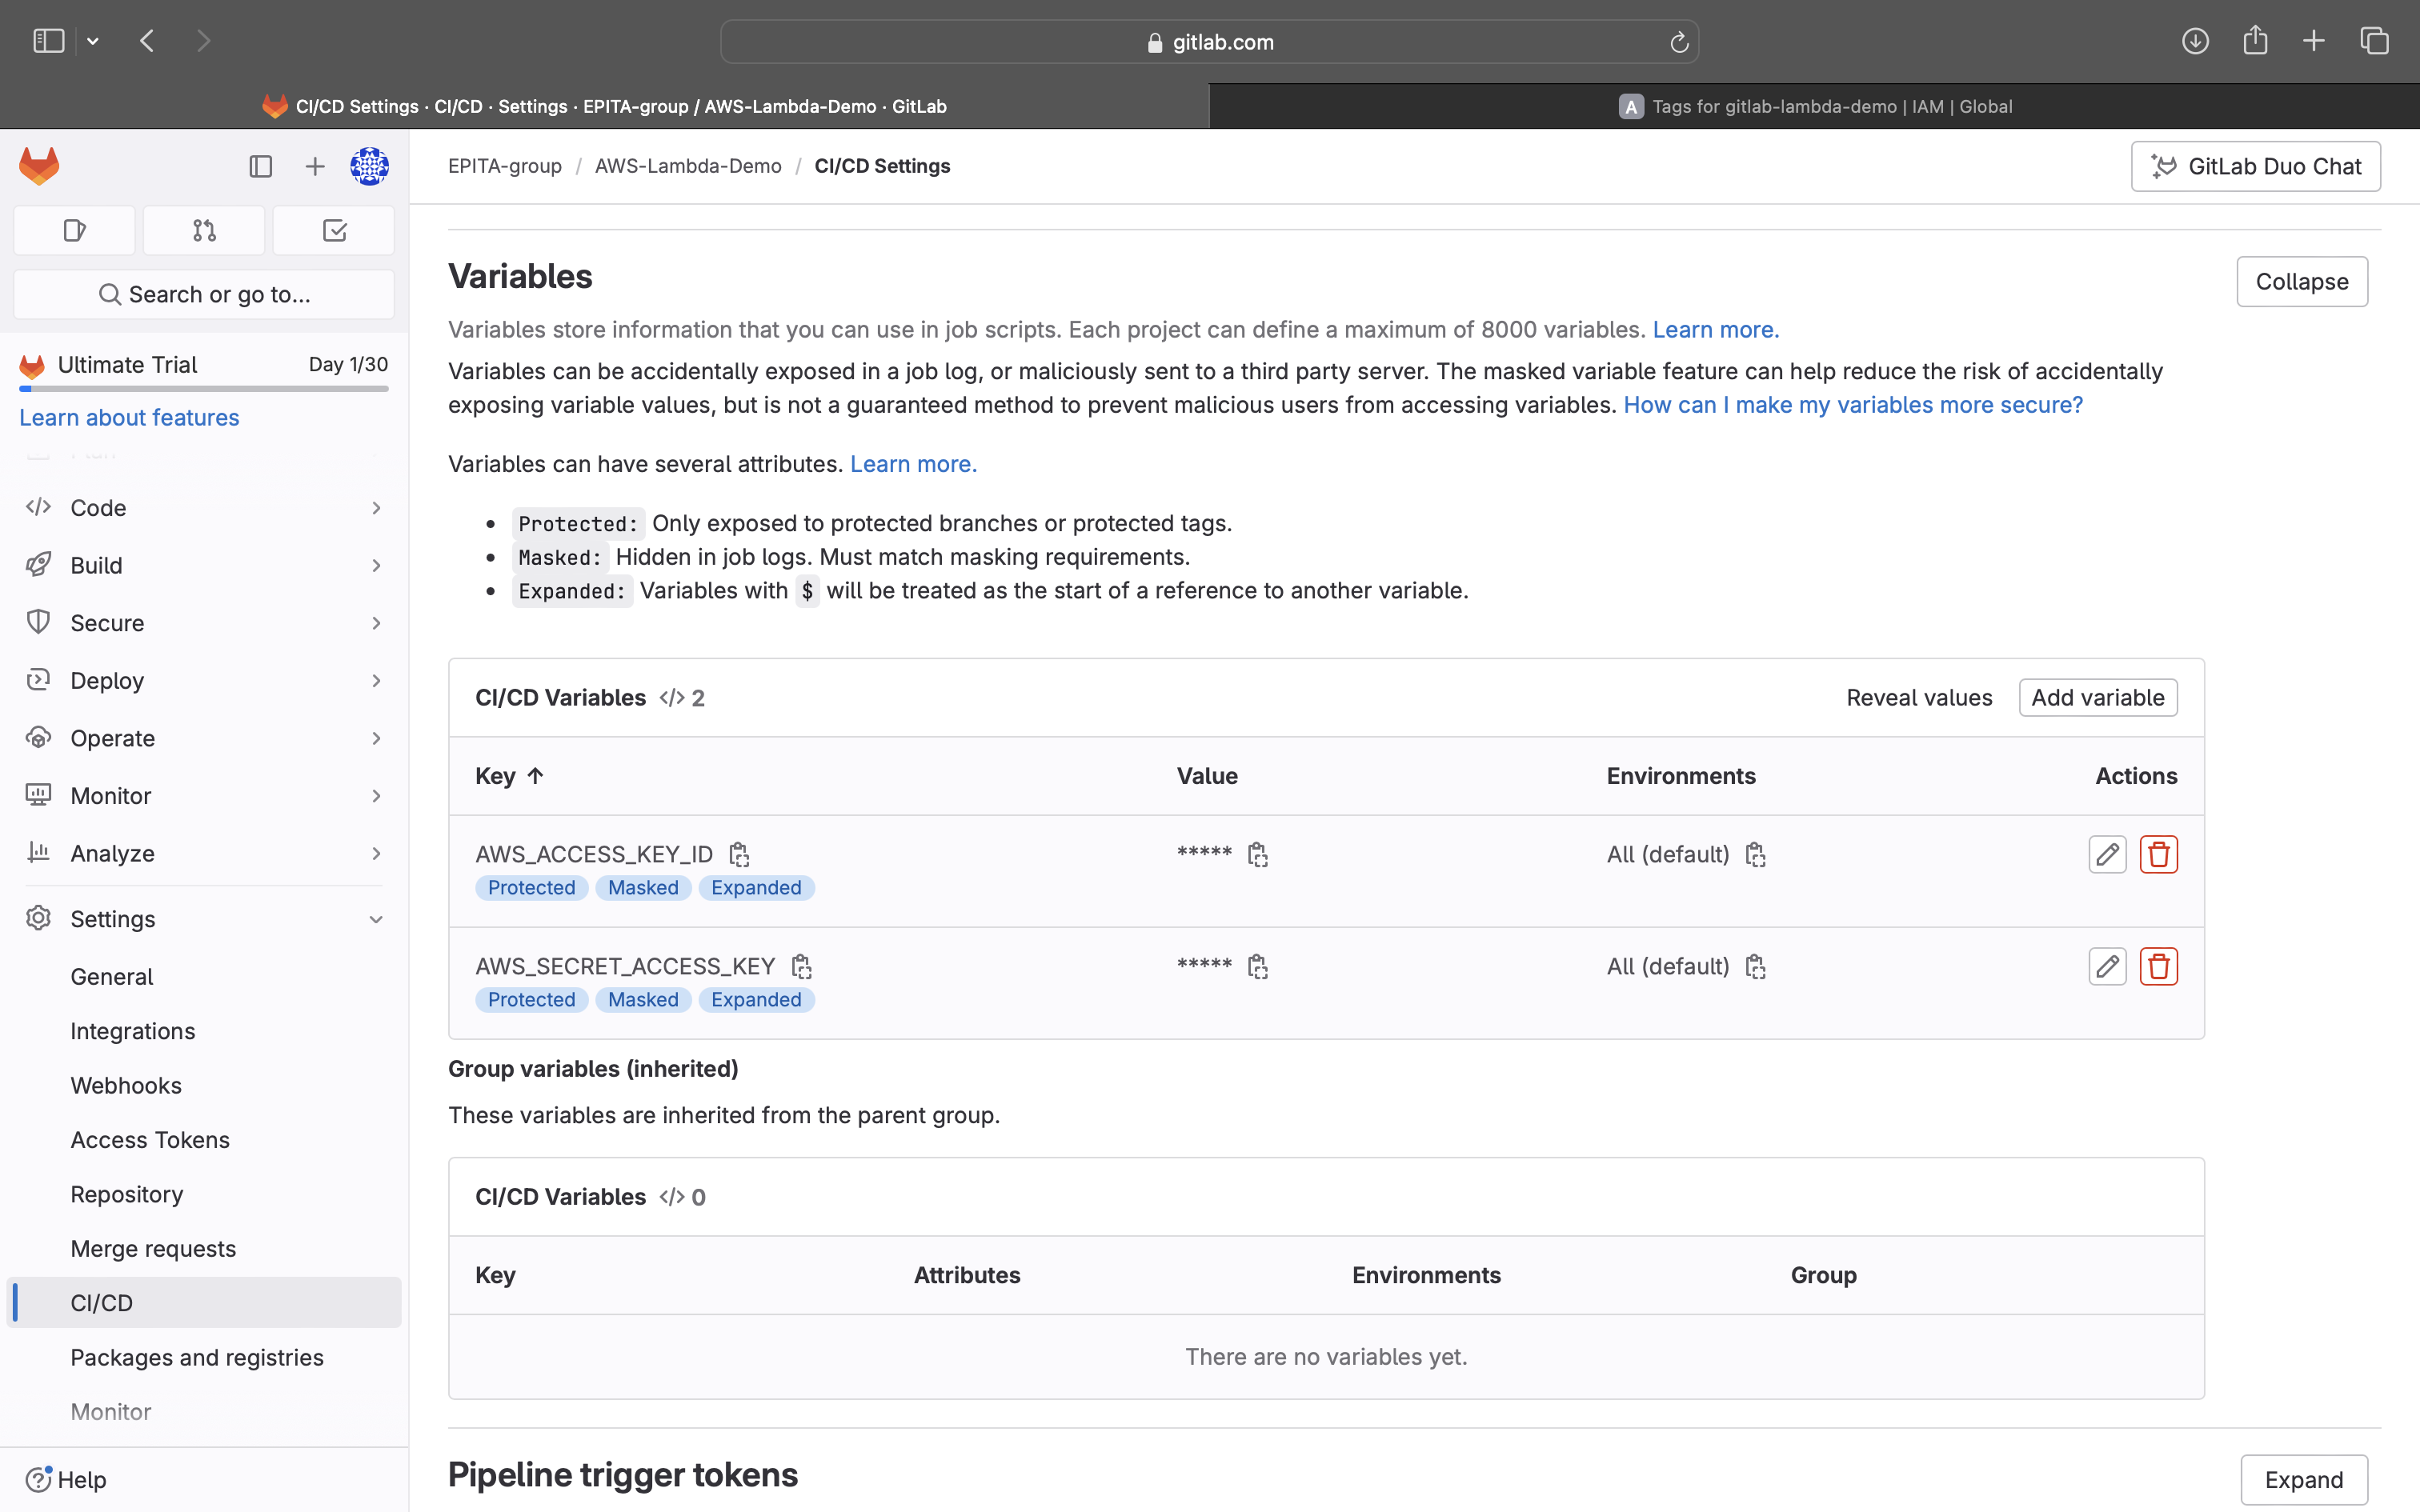 gitlab.com
CI/CD Settings · CI/CD · Settings · EPITA-group / AWS-Lambda-Demo · GitLab
A Tags for gitlab-lambda-demo | IAM | Global
EPITA-group / AWS-Lambda-Demo / CI/CD Settings
GitLab Duo Chat
Search or go to...
Ultimate Trial Day 1/30
Learn about features
Plan
Code
Build
Secure
Deploy
Operate
Monitor
Analyze
Settings
General
Integrations
Webhooks
Access Tokens
Repository
Merge requests
CI/CD
Packages and registries
Monitor
Help
Variables
Collapse
Variables store information that you can use in job scripts. Each project can define a maximum of 8000 variables. Learn more.
Variables can be accidentally exposed in a job log, or maliciously sent to a third party server. The masked variable feature can help reduce the risk of accidentally
exposing variable values, but is not a guaranteed method to prevent malicious users from accessing variables. How can I make my variables more secure?
Variables can have several attributes. Learn more.
• Protected: Only exposed to protected branches or protected tags.
• Masked: Hidden in job logs. Must match masking requirements.
• Expanded: Variables with $ will be treated as the start of a reference to another variable.
CI/CD Variables </> 2 Reveal values Add variable
Key ↑ Value Environments Actions
AWS_ACCESS_KEY_ID ***** All (default)
Protected Masked Expanded
AWS_SECRET_ACCESS_KEY ***** All (default)
Protected Masked Expanded
Group variables (inherited)
These variables are inherited from the parent group.
CI/CD Variables </> 0
Key Attributes Environments Group
There are no variables yet.
Pipeline trigger tokens
Expand